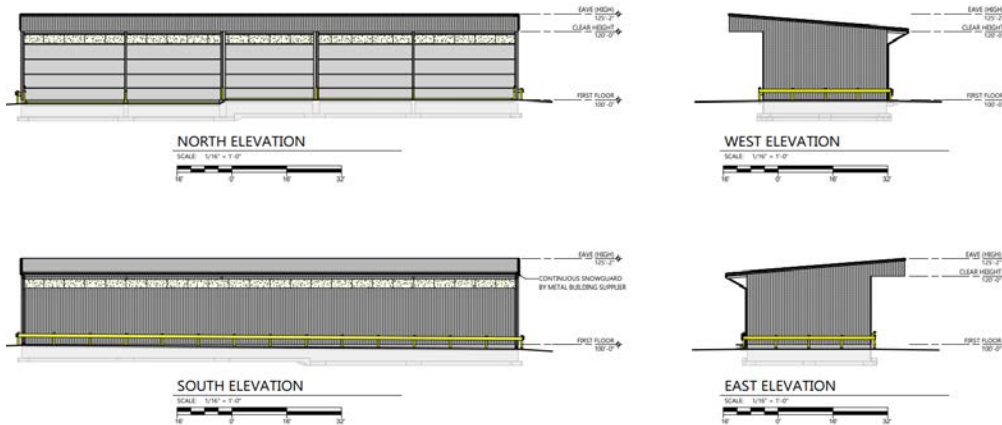 EAVE (HIGH)
125'-2"
CLEAR HEIGHT
120'-0"
FIRST FLOOR
100'-0"
NORTH ELEVATION
SCALE: 1/16" = 1'-0"
16' 0' 16' 32'
EAVE (HIGH)
125'-2"
CLEAR HEIGHT
120'-0"
FIRST FLOOR
100'-0"
WEST ELEVATION
SCALE: 1/16" = 1'-0"
16' 0' 16' 32'
EAVE (HIGH)
125'-2"
CONTINUOUS SNOWGUARD
BY METAL BUILDING SUPPLIER
FIRST FLOOR
100'-0"
SOUTH ELEVATION
SCALE: 1/16" = 1'-0"
16' 0' 16' 32'
EAVE (HIGH)
125'-2"
CLEAR HEIGHT
120'-0"
FIRST FLOOR
100'-0"
EAST ELEVATION
SCALE: 1/16" = 1'-0"
16' 0' 16' 32'